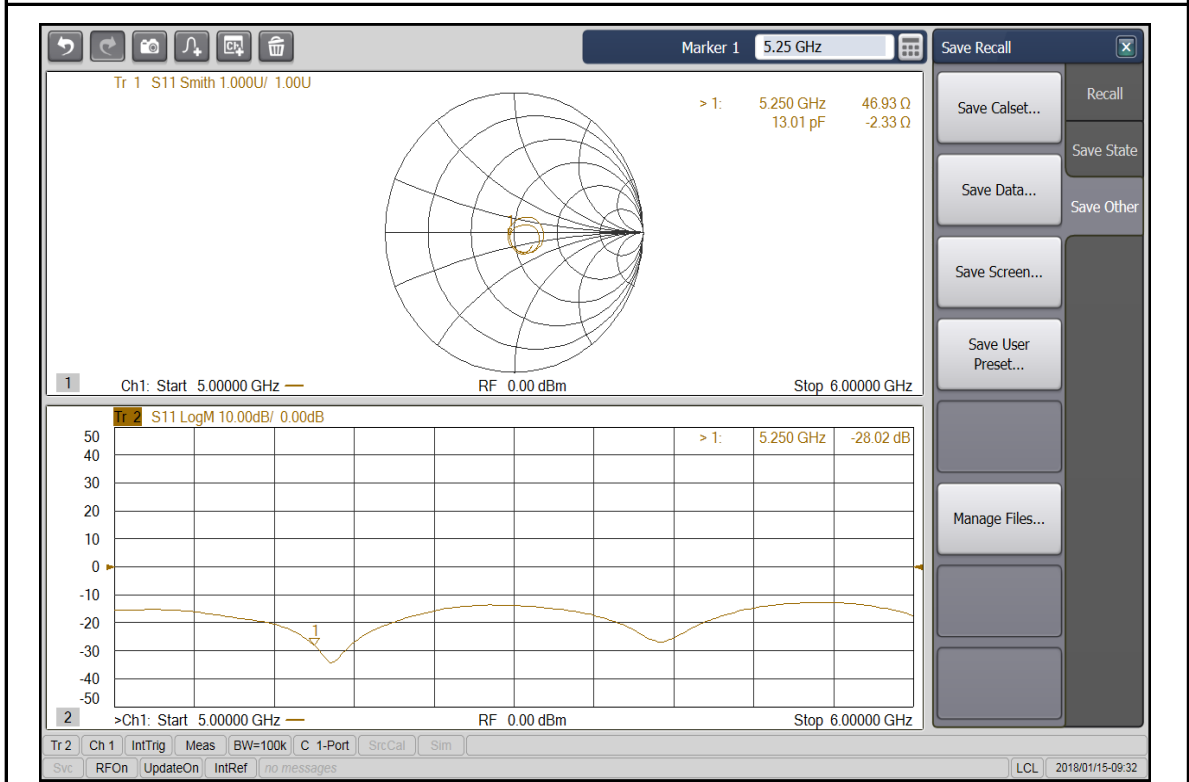 Marker 1 5.25 GHz
Save Recall
Tr 1 S11 Smith 1.000U/ 1.00U
> 1: 5.250 GHz 46.93 Ω
13.01 pF -2.33 Ω
1
1 Ch1: Start 5.00000 GHz RF 0.00 dBm Stop 6.00000 GHz
Tr 2 S11 LogM 10.00dB/ 0.00dB
> 1: 5.250 GHz -28.02 dB
50
40
30
20
10
0
-10
-20
-30
-40
-50
1
2 >Ch1: Start 5.00000 GHz RF 0.00 dBm Stop 6.00000 GHz
Save Calset...
Save Data...
Save Screen...
Save User
Preset...
Manage Files...
Recall
Save State
Save Other
Tr 2 Ch 1 IntTrig Meas BW=100k C 1-Port SrcCal Sim
Svc RFOn UpdateOn IntRef no messages LCL 2018/01/15-09:32